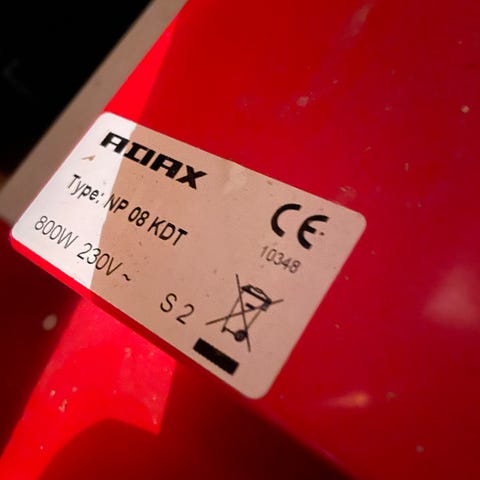 ADAX
Type: NP 08 KDT
800W 230V ~
S 2
CE
10348